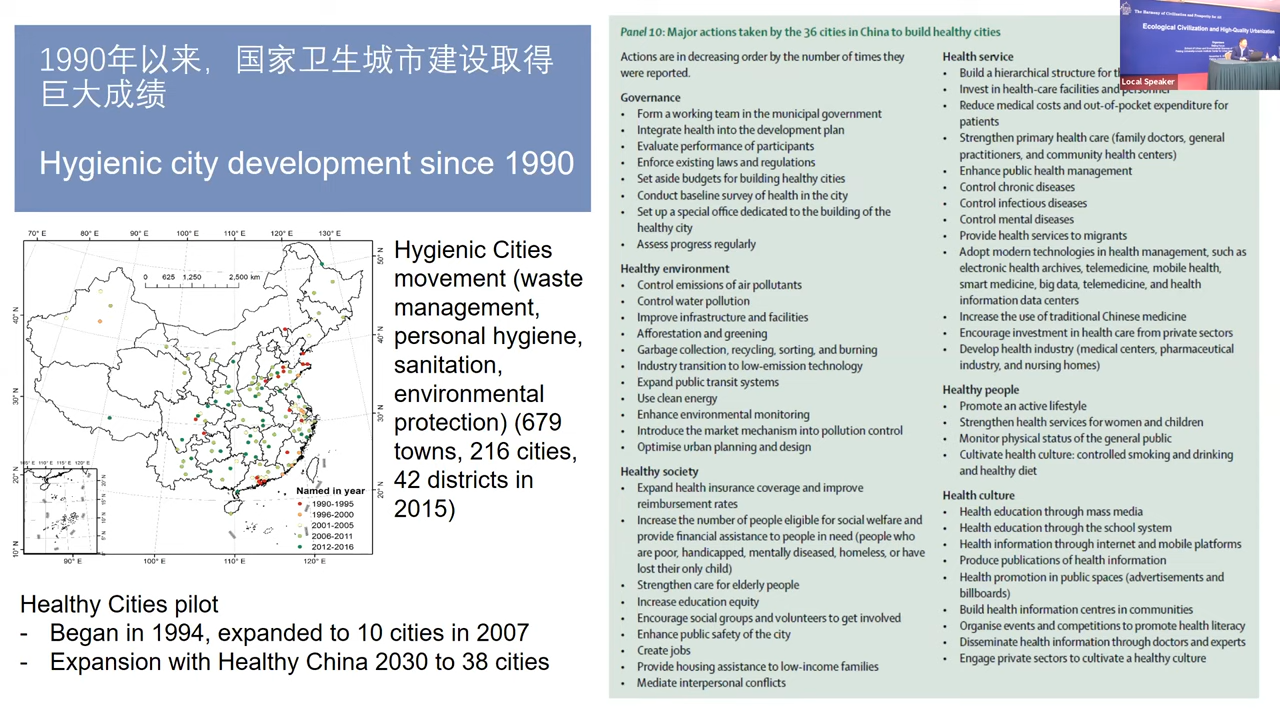 1990年以来，国家卫生城市建设取得
巨大成绩
Hygienic city development since 1990
70° E 80° E 90° E 100° E 110° E 120° E 130° E
0 625 1,250 2,500 km
50° N
40° N
40° N
30° N
30° N
20° N
20° N
10° N
90° E 100° E 110° E 120° E
Named in year
1990-1995
1996-2000
2001-2005
2006-2011
2012-2016
Hygienic Cities
movement (waste
management,
personal hygiene,
sanitation,
environmental
protection) (679
towns, 216 cities,
42 districts in
2015)
Healthy Cities pilot
- Began in 1994, expanded to 10 cities in 2007
- Expansion with Healthy China 2030 to 38 cities
Panel 10: Major actions taken by the 36 cities in China to build healthy cities
Actions are in decreasing order by the number of times they
were reported.
Governance
• Form a working team in the municipal government
• Integrate health into the development plan
• Evaluate performance of participants
• Enforce existing laws and regulations
• Set aside budgets for building healthy cities
• Conduct baseline survey of health in the city
• Set up a special office dedicated to the building of the
healthy city
• Assess progress regularly
Healthy environment
• Control emissions of air pollutants
• Control water pollution
• Improve infrastructure and facilities
• Afforestation and greening
• Garbage collection, recycling, sorting, and burning
• Industry transition to low-emission technology
• Expand public transit systems
• Use clean energy
• Enhance environmental monitoring
• Introduce the market mechanism into pollution control
• Optimise urban planning and design
Healthy society
• Expand health insurance coverage and improve
reimbursement rates
• Increase the number of people eligible for social welfare and
provide financial assistance to people in need (people who
are poor, handicapped, mentally diseased, homeless, or have
lost their only child)
• Strengthen care for elderly people
• Increase education equity
• Encourage social groups and volunteers to get involved
• Enhance public safety of the city
• Create jobs
• Provide housing assistance to low-income families
• Mediate interpersonal conflicts
Health service
• Build a hierarchical structure for
• Invest in health-care facilities and personnel
• Reduce medical costs and out-of-pocket expenditure for
patients
• Strengthen primary health care (family doctors, general
practitioners, and community health centers)
• Enhance public health management
• Control chronic diseases
• Control infectious diseases
• Control mental diseases
• Provide health services to migrants
• Adopt modern technologies in health management, such as
electronic health archives, telemedicine, mobile health,
smart medicine, big data, telemedicine, and health
information data centers
• Increase the use of traditional Chinese medicine
• Encourage investment in health care from private sectors
• Develop health industry (medical centers, pharmaceutical
industry, and nursing homes)
Healthy people
• Promote an active lifestyle
• Strengthen health services for women and children
• Monitor physical status of the general public
• Cultivate health culture: controlled smoking and drinking
and healthy diet
Health culture
• Health education through mass media
• Health education through the school system
• Health information through internet and mobile platforms
• Produce publications of health information
• Health promotion in public spaces (advertisements and
billboards)
• Build health information centres in communities
• Organise events and competitions to promote health literacy
• Disseminate health information through doctors and experts
• Engage private sectors to cultivate a healthy culture
The Harmony of Civilization and Prosperity for All
Ecological Civilization and High-Quality Urbanization
Local Speaker